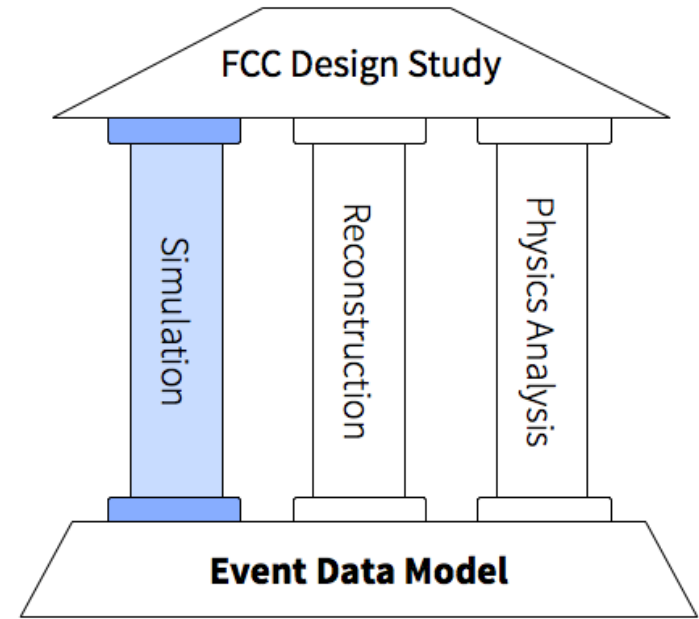 FCC Design Study
Simulation
Reconstruction
Physics Analysis
Event Data Model